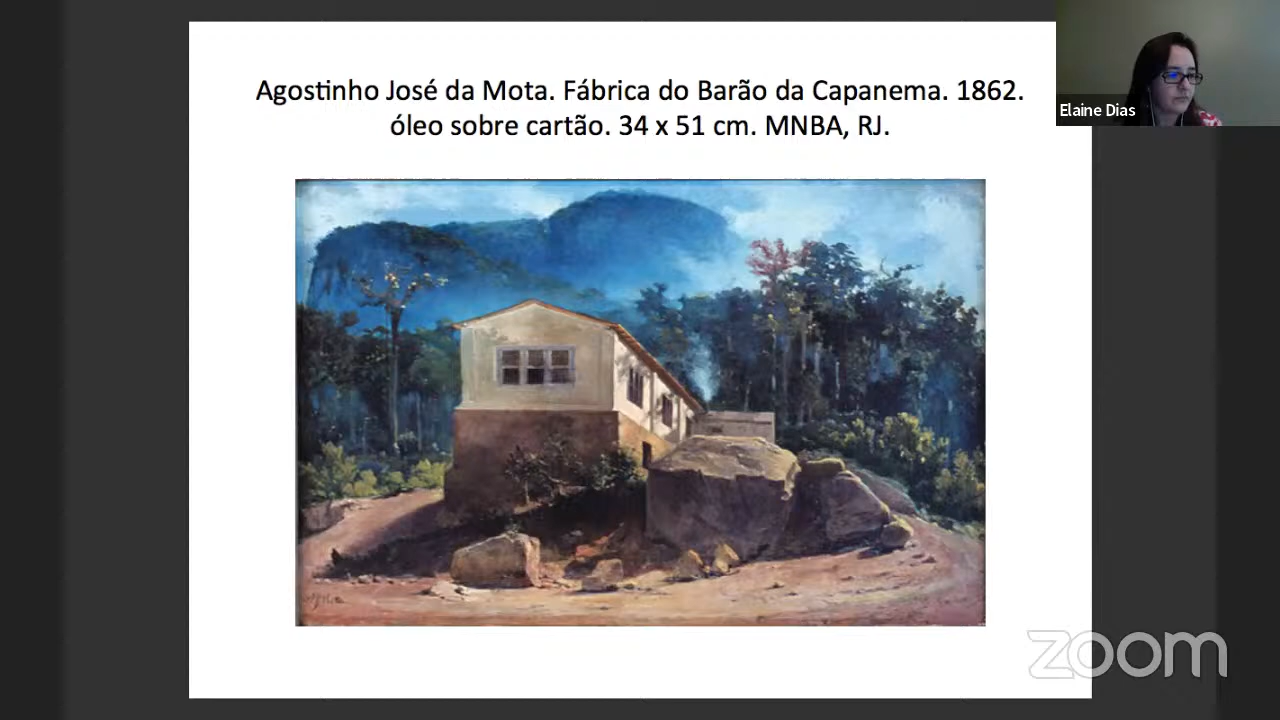 Agostinho José da Mota. Fábrica do Barão da Capanema. 1862.
óleo sobre cartão. 34 x 51 cm. MNBA, RJ.
Elaine Dias
zoom